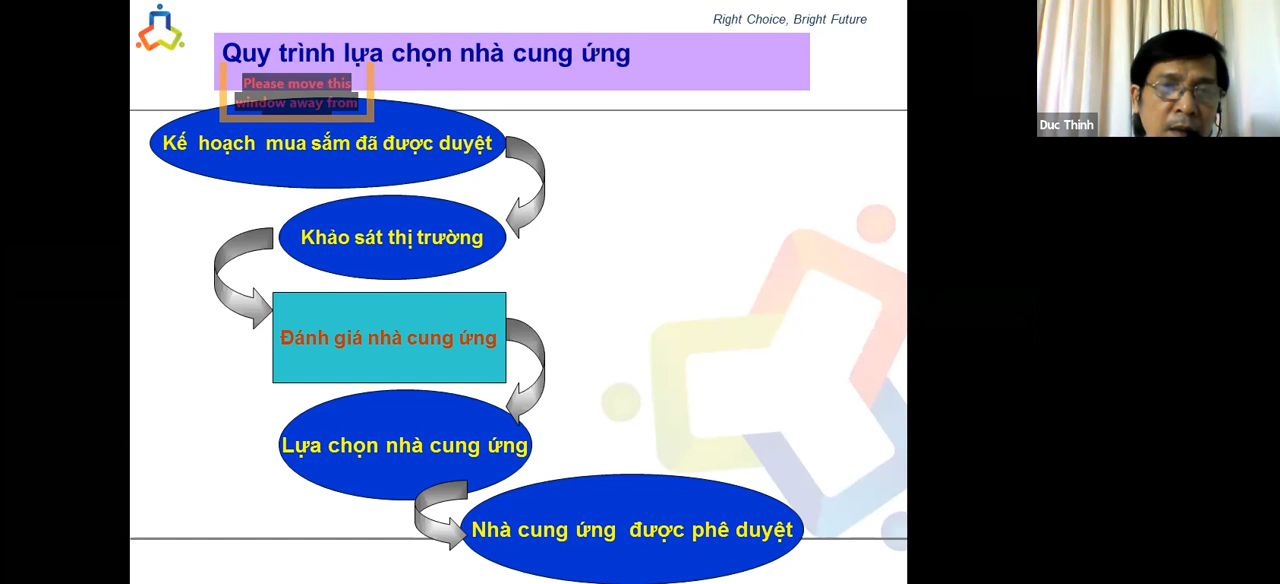 Right Choice, Bright Future
Quy trình lựa chọn nhà cung ứng
Please move this
window away from
Kế hoạch mua sắm đã được duyệt
Khảo sát thị trường
Đánh giá nhà cung ứng
Lựa chọn nhà cung ứng
Nhà cung ứng được phê duyệt
Duc Thinh